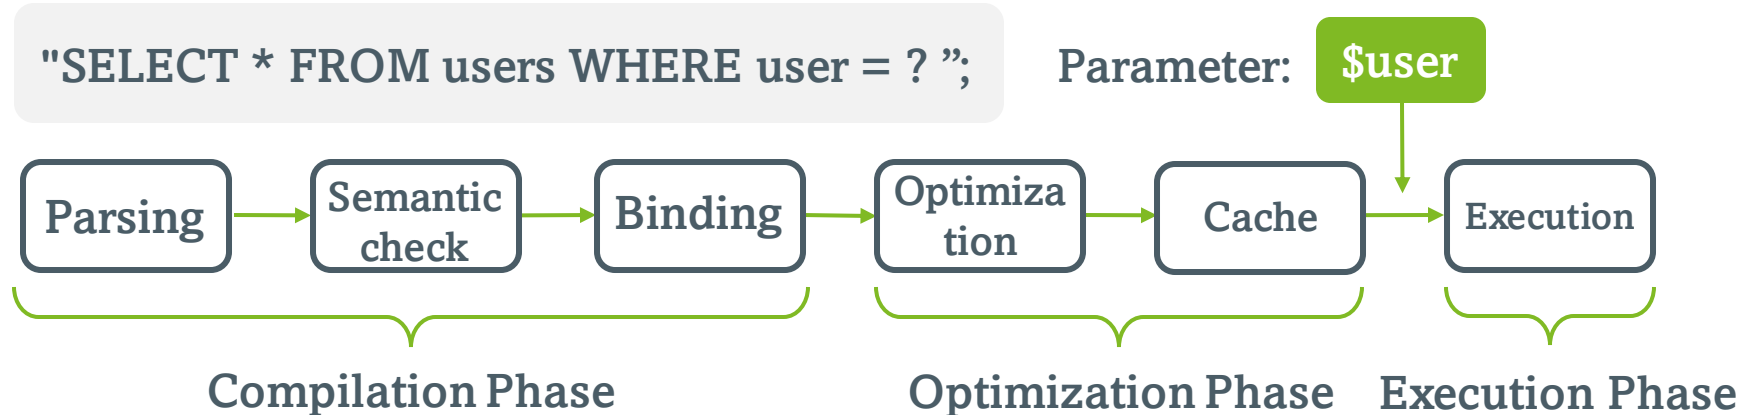 "SELECT * FROM users WHERE user = ? ”;
Parameter:
$user
Parsing
Semantic
check
Binding
Optimiza
tion
Cache
Execution
Compilation Phase
Optimization Phase
Execution Phase